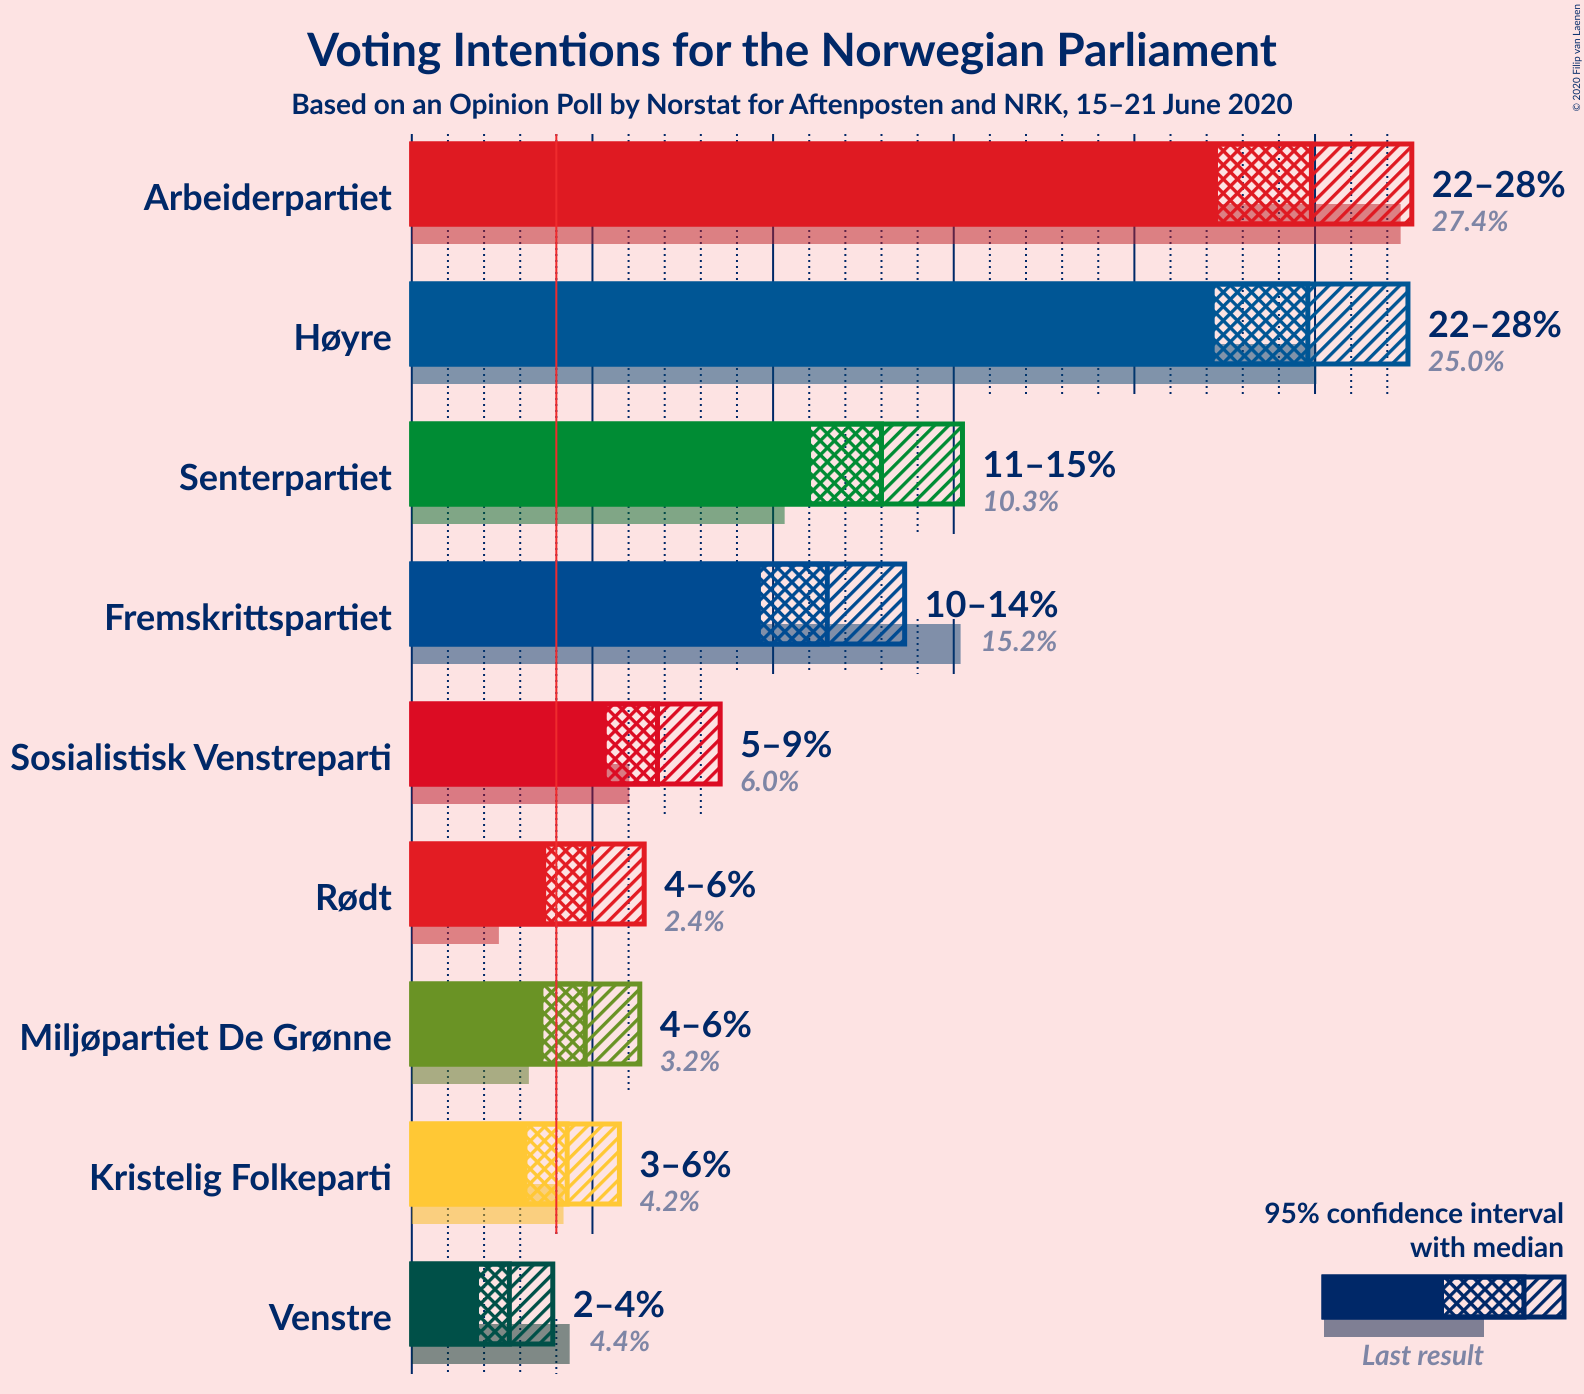 Voting Intentions for the Norwegian Parliament
Based on an Opinion Poll by Norstat for Aftenposten and NRK, 15–21 June 2020
© 2020 Filip van Laenen
Arbeiderpartiet
22–28%
27.4%
Høyre
22–28%
25.0%
Senterpartiet
11–15%
10.3%
Fremskrittspartiet
10–14%
15.2%
Sosialistisk Venstreparti
5–9%
6.0%
Rødt
4–6%
2.4%
Miljøpartiet De Grønne
4–6%
3.2%
Kristelig Folkeparti
3–6%
4.2%
Venstre
2–4%
4.4%
95% confidence interval
with median
Last result